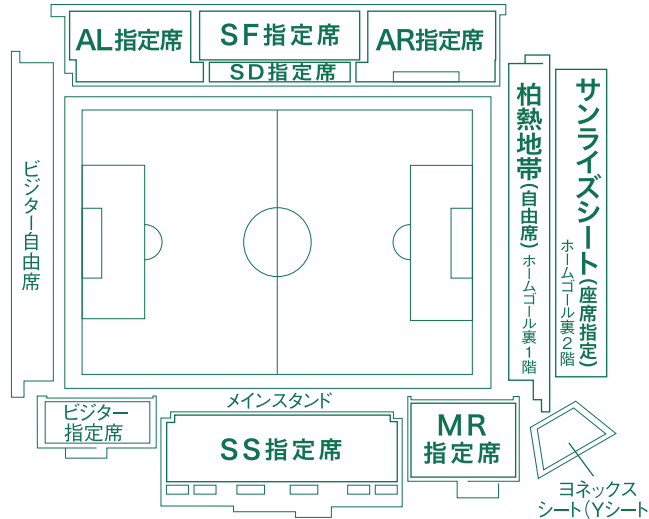 AL指定席
SF指定席
AR指定席
SD指定席
ビジター自由席
柏熱地帯(自由席)
ホームゴール裏1階
サンライズシート(座席指定)
ホームゴール裏2階
メインスタンド
ビジター
指定席
SS指定席
MR
指定席
ヨネックス
シート(Yシート